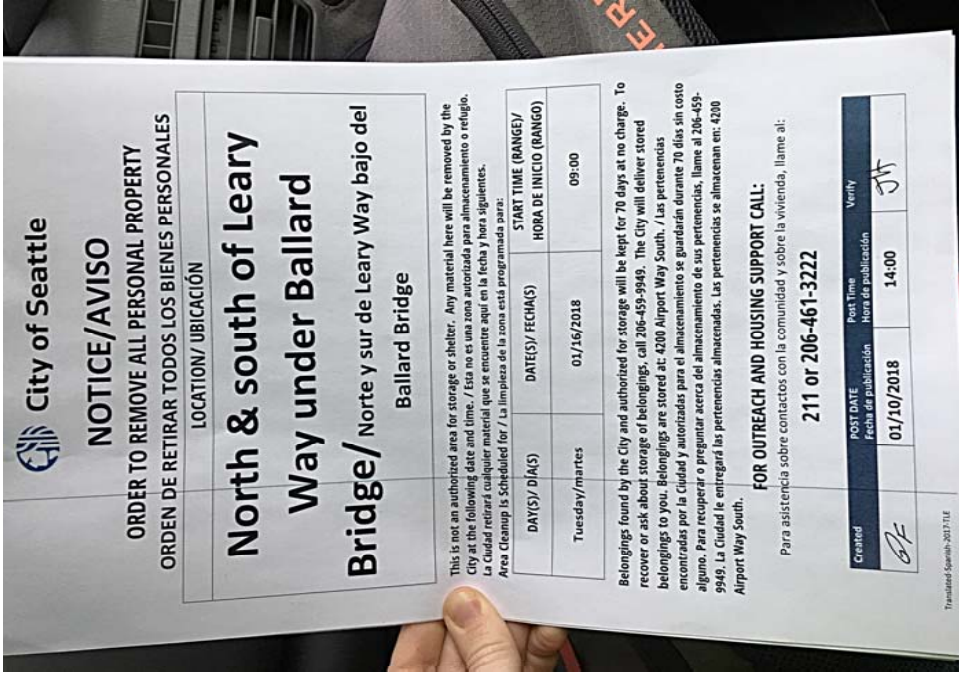 City of Seattle
NOTICE/AVISO
ORDER TO REMOVE ALL PERSONAL PROPERTY
ORDEN DE RETIRAR TODOS LOS BIENES PERSONALES
LOCATION/ UBICACIÓN
North & south of Leary
Way under Ballard
Bridge/ Norte y sur de Leary Way bajo del
Ballard Bridge
This is not an authorized area for storage or shelter. Any material here will be removed by the
City at the following date and time. / Esta no es una zona autorizada para almacenamiento o refugio.
La Ciudad retirará cualquier material que se encuentre aquí en la fecha y hora siguientes.
Area Cleanup Is Scheduled for / La limpieza de la zona está programada para:
DAY(S)/ DÍA(S) DATE(S)/ FECHA(S) START TIME (RANGE)/
HORA DE INICIO (RANGO)
Tuesday/martes 01/16/2018 09:00
Belongings found by the City and authorized for storage will be kept for 70 days at no charge. To
recover or ask about storage of belongings, call 206-459-9949. The City will deliver stored
belongings to you. Belongings are stored at: 4200 Airport Way South. / Las pertenencias
encontradas por la Ciudad y autorizadas para el almacenamiento se guardarán durante 70 días sin costo
alguno. Para recuperar o preguntar acerca del almacenamiento de sus pertenencias, llame al 206-459-
9949. La Ciudad le entregará las pertenencias almacenadas. Las pertenencias se almacenan en: 4200
Airport Way South.
FOR OUTREACH AND HOUSING SUPPORT CALL:
Para asistencia sobre contactos con la comunidad y sobre la vivienda, llame al:
211 or 206-461-3222
Created POST DATE Post Time Verify
Fecha de publicación Hora de publicación
01/10/2018 14:00
Translated-Spanish-2017-TLE